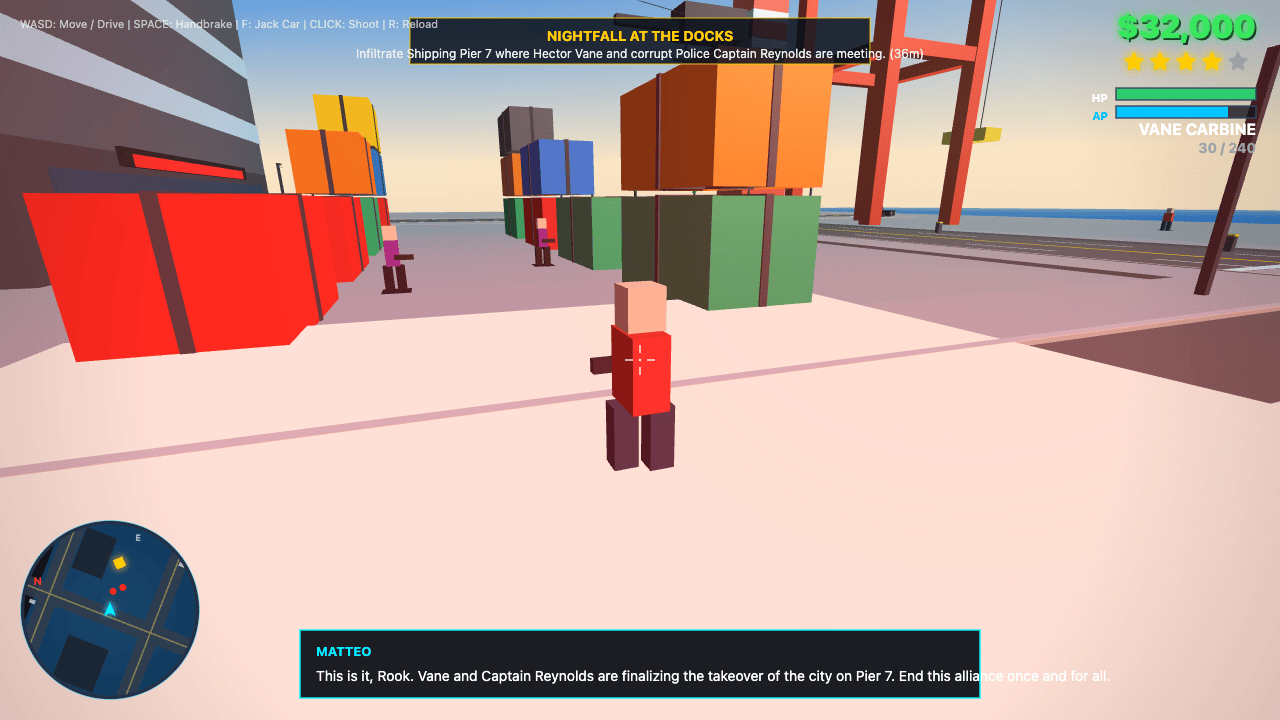 WASD: Move / Drive | SPACE: Handbrake | F: Jack Car | CLICK: Shoot | R: Reload
NIGHTFALL AT THE DOCKS
Infiltrate Shipping Pier 7 where Hector Vane and corrupt Police Captain Reynolds are meeting. (36m)
$32,000
HP
AP
VANE CARBINE
30 / 240
E
N
MATTEO
This is it, Rook. Vane and Captain Reynolds are finalizing the takeover of the city on Pier 7. End this alliance once and for all.